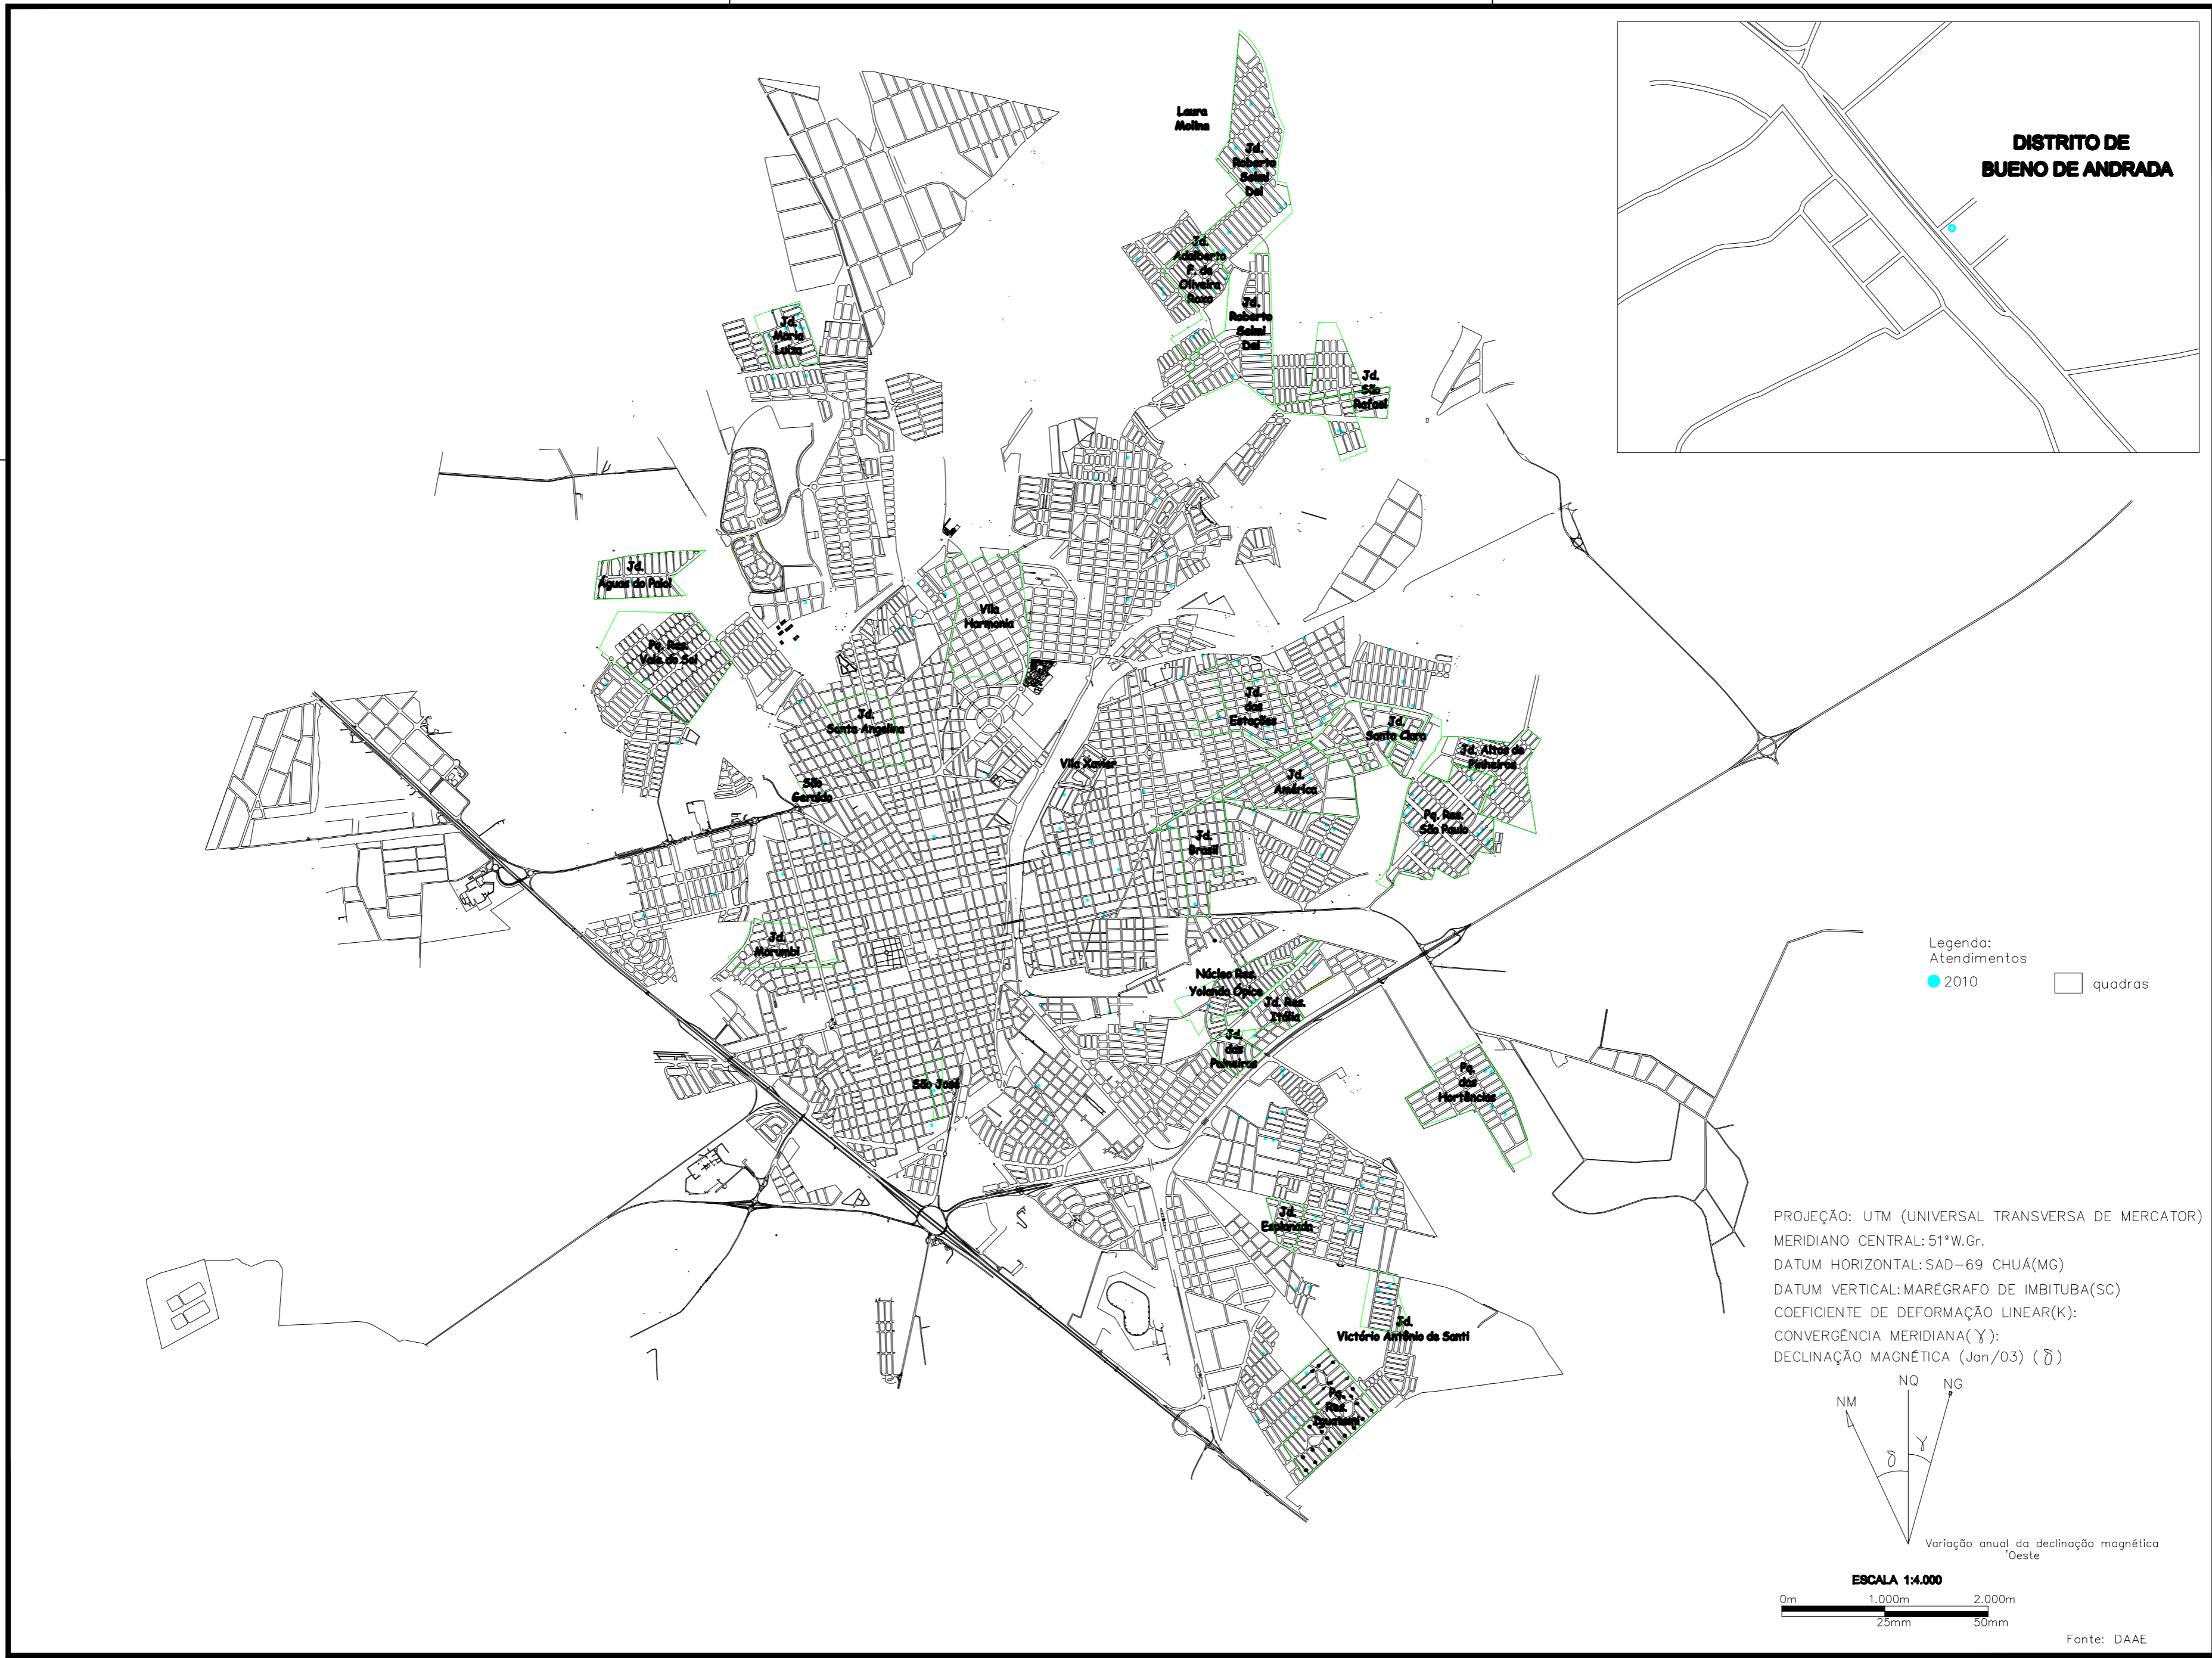 Laura
Molina
Jd.
Roberto
Selmi
Dei
DISTRITO DE
BUENO DE ANDRADA
Jd.
Adalberto
F. de
Oliveira
Roxo
Jd.
Roberto
Selmi
Dei
Jd.
Maria
Luiza
Jd.
São
Rafael
Jd.
Águas do Paiol
Vila
Harmonia
Pq. Res.
Vale do Sol
Jd.
Santa Angelina
Jd.
das
Estações
Jd.
Santa Clara
Jd. Altos de
Pinheiros
Vila Xavier
Jd.
América
São
Geraldo
Pq. Res.
São Paulo
Jd.
Brasil
Jd.
Morumbi
Núcleo Res.
Yolanda Ópice
Jd. Res.
Itália
Jd.
das
Paineiras
São José
Pq.
das
Hortências
Jd.
Esplanada
Jd.
Victório Antônio de Santi
Pq.
Res.
Iguatemi
Legenda:
Atendimentos
2010
quadras
PROJEÇÃO: UTM (UNIVERSAL TRANSVERSA DE MERCATOR)
MERIDIANO CENTRAL: 51°W.Gr.
DATUM HORIZONTAL: SAD-69 CHUÁ(MG)
DATUM VERTICAL: MARÉGRAFO DE IMBITUBA(SC)
COEFICIENTE DE DEFORMAÇÃO LINEAR(K):
CONVERGÊNCIA MERIDIANA(γ):
DECLINAÇÃO MAGNÉTICA (Jan/03) (δ)
NM NQ NG
δ γ
Variação anual da declinação magnética
'Oeste
ESCALA 1:4.000
0m 1.000m 2.000m
25mm 50mm
Fonte: DAAE